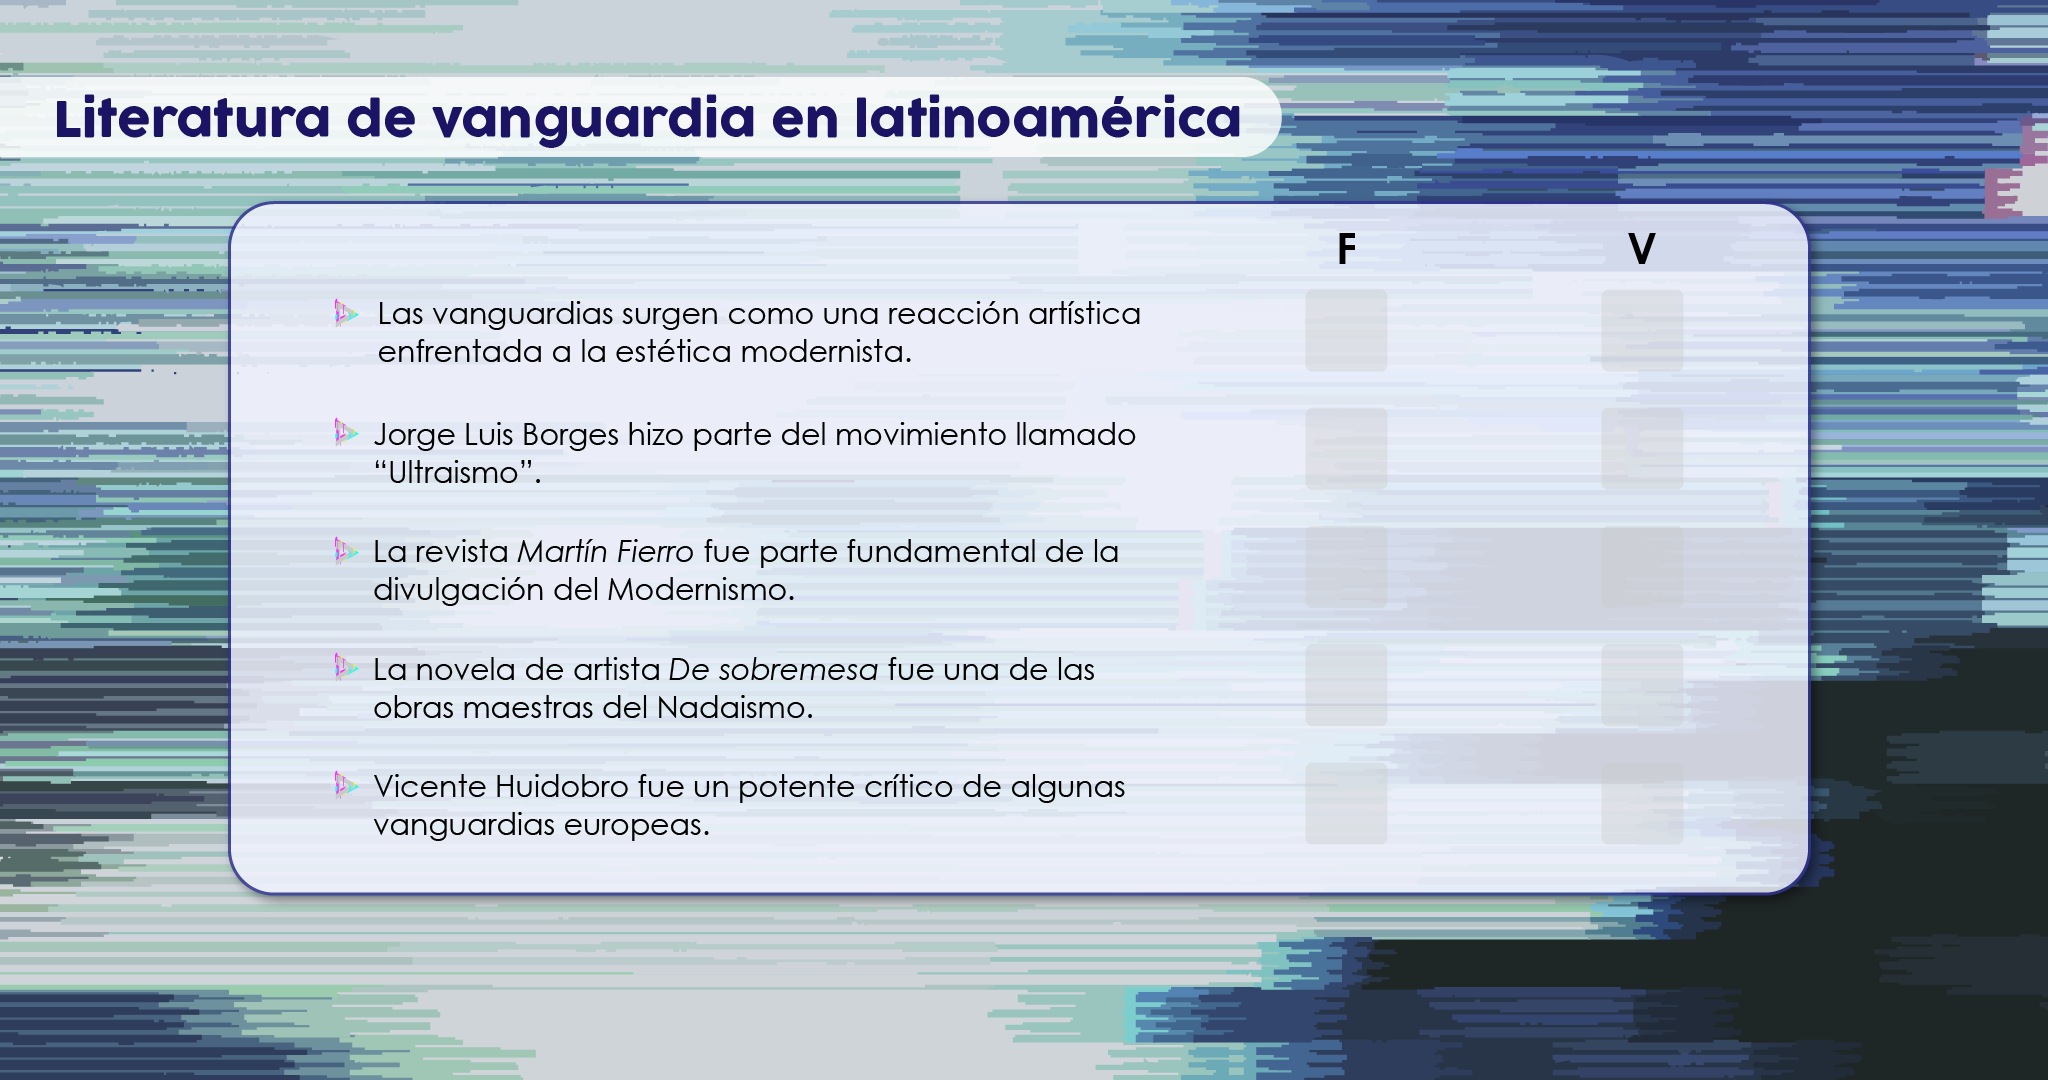 Literatura de vanguardia en latinoamérica
F V
Las vanguardias surgen como una reacción artística
enfrentada a la estética modernista.
Jorge Luis Borges hizo parte del movimiento llamado
“Ultraismo”.
La revista Martín Fierro fue parte fundamental de la
divulgación del Modernismo.
La novela de artista De sobremesa fue una de las
obras maestras del Nadaismo.
Vicente Huidobro fue un potente crítico de algunas
vanguardias europeas.